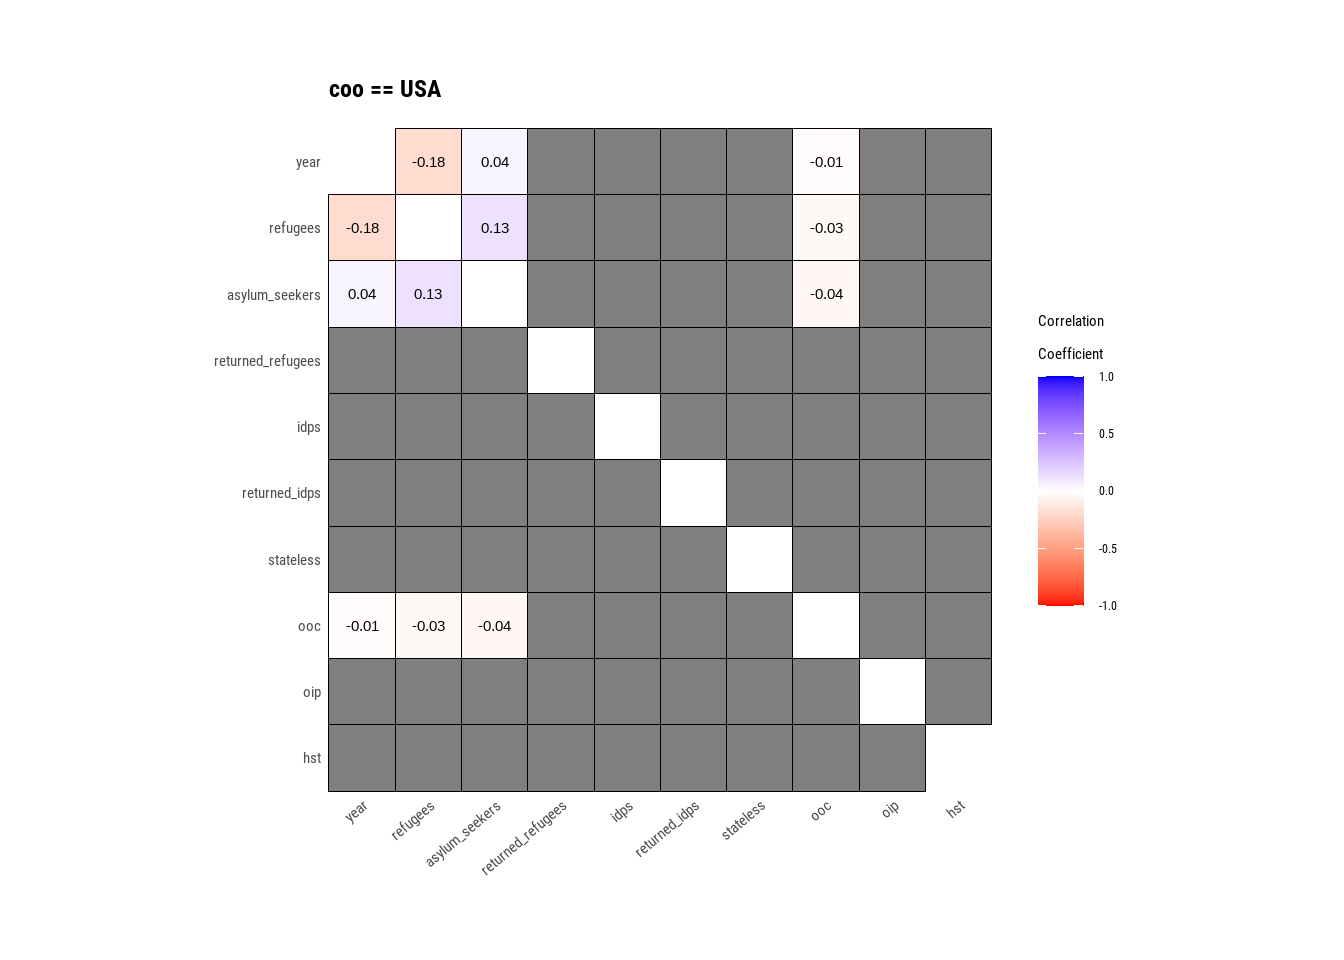 coo == USA
year -0.18 0.04 -0.01
refugees -0.18 0.13 -0.03
asylum_seekers 0.04 0.13 -0.04
returned_refugees
idps
returned_idps
stateless
ooc -0.01 -0.03 -0.04
oip
hst
year refugees asylum_seekers returned_refugees idps returned_idps stateless ooc oip hst
Correlation
Coefficient
1.0
0.5
0.0
-0.5
-1.0